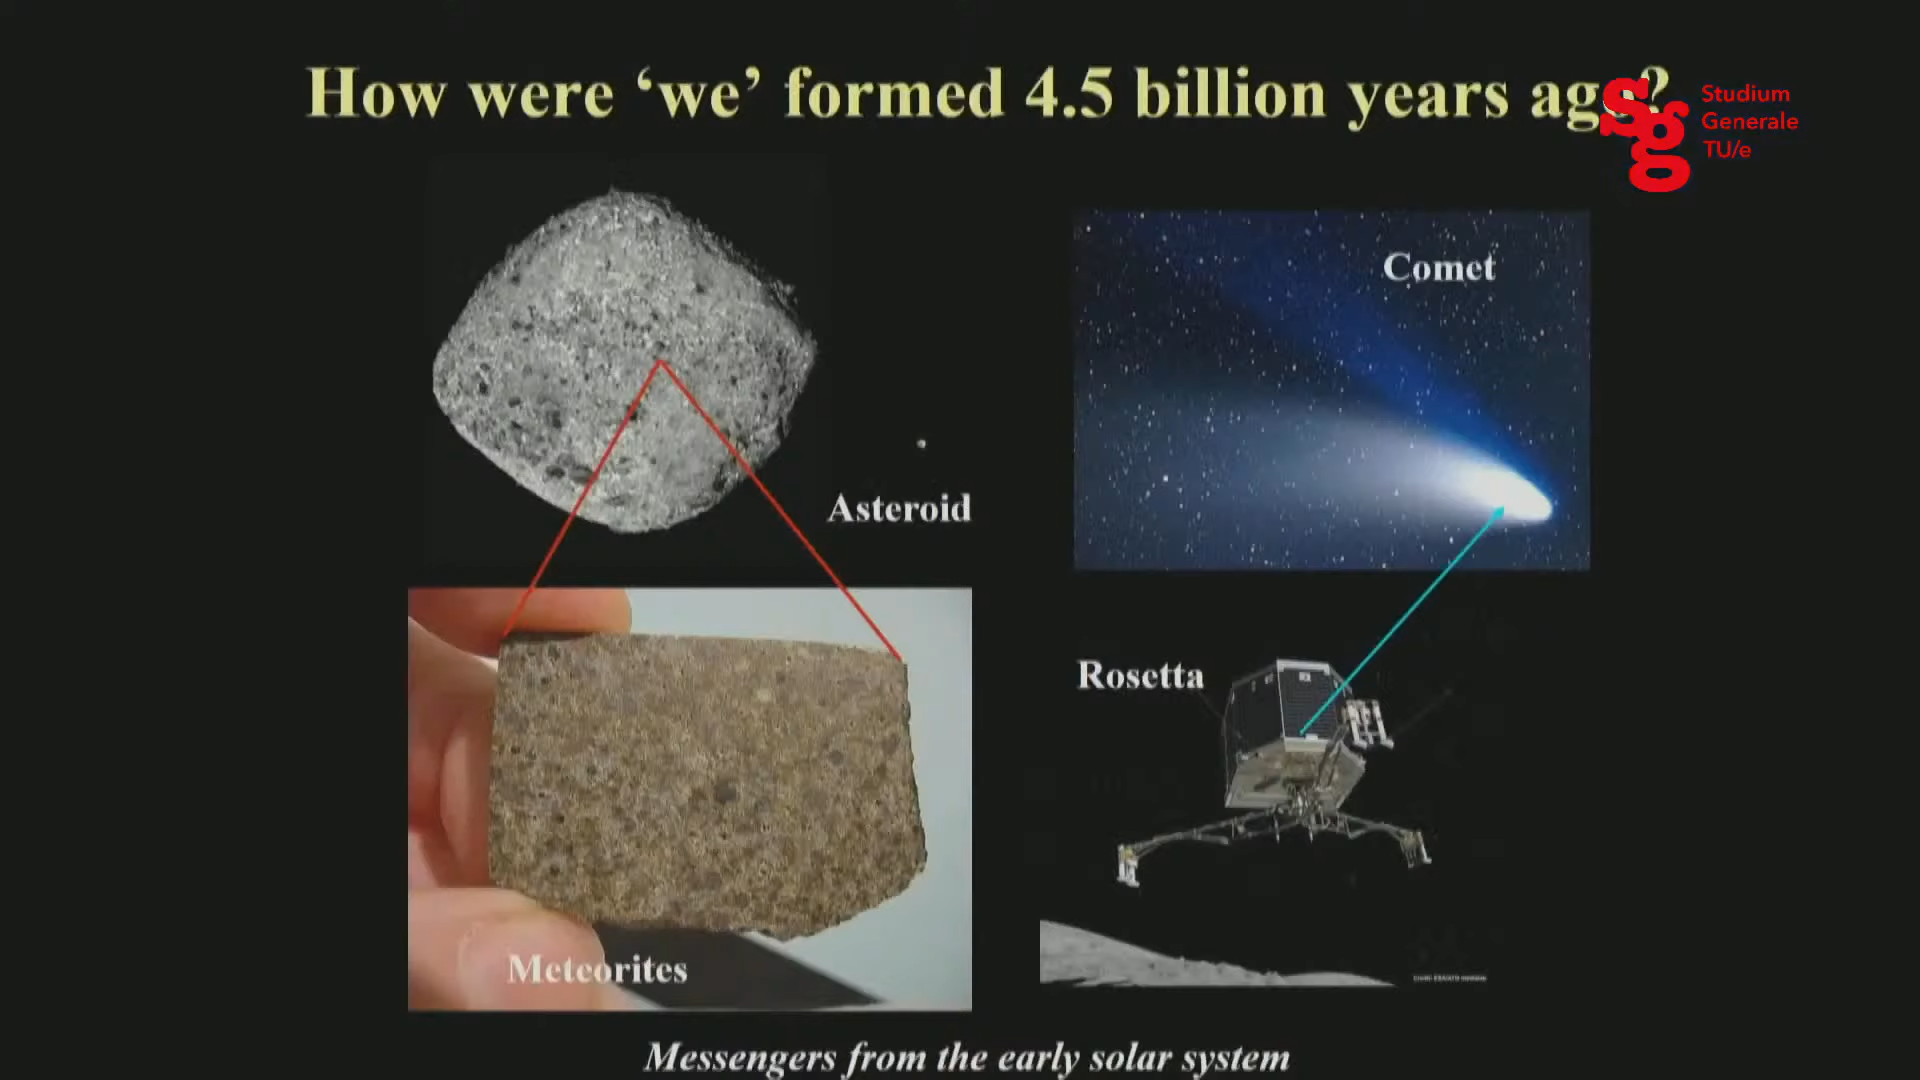 How were ‘we’ formed 4.5 billion years ago?
Sg
g
Studium
Generale
TU/e
Comet
Asteroid
Rosetta
Meteorites
Messengers from the early solar system